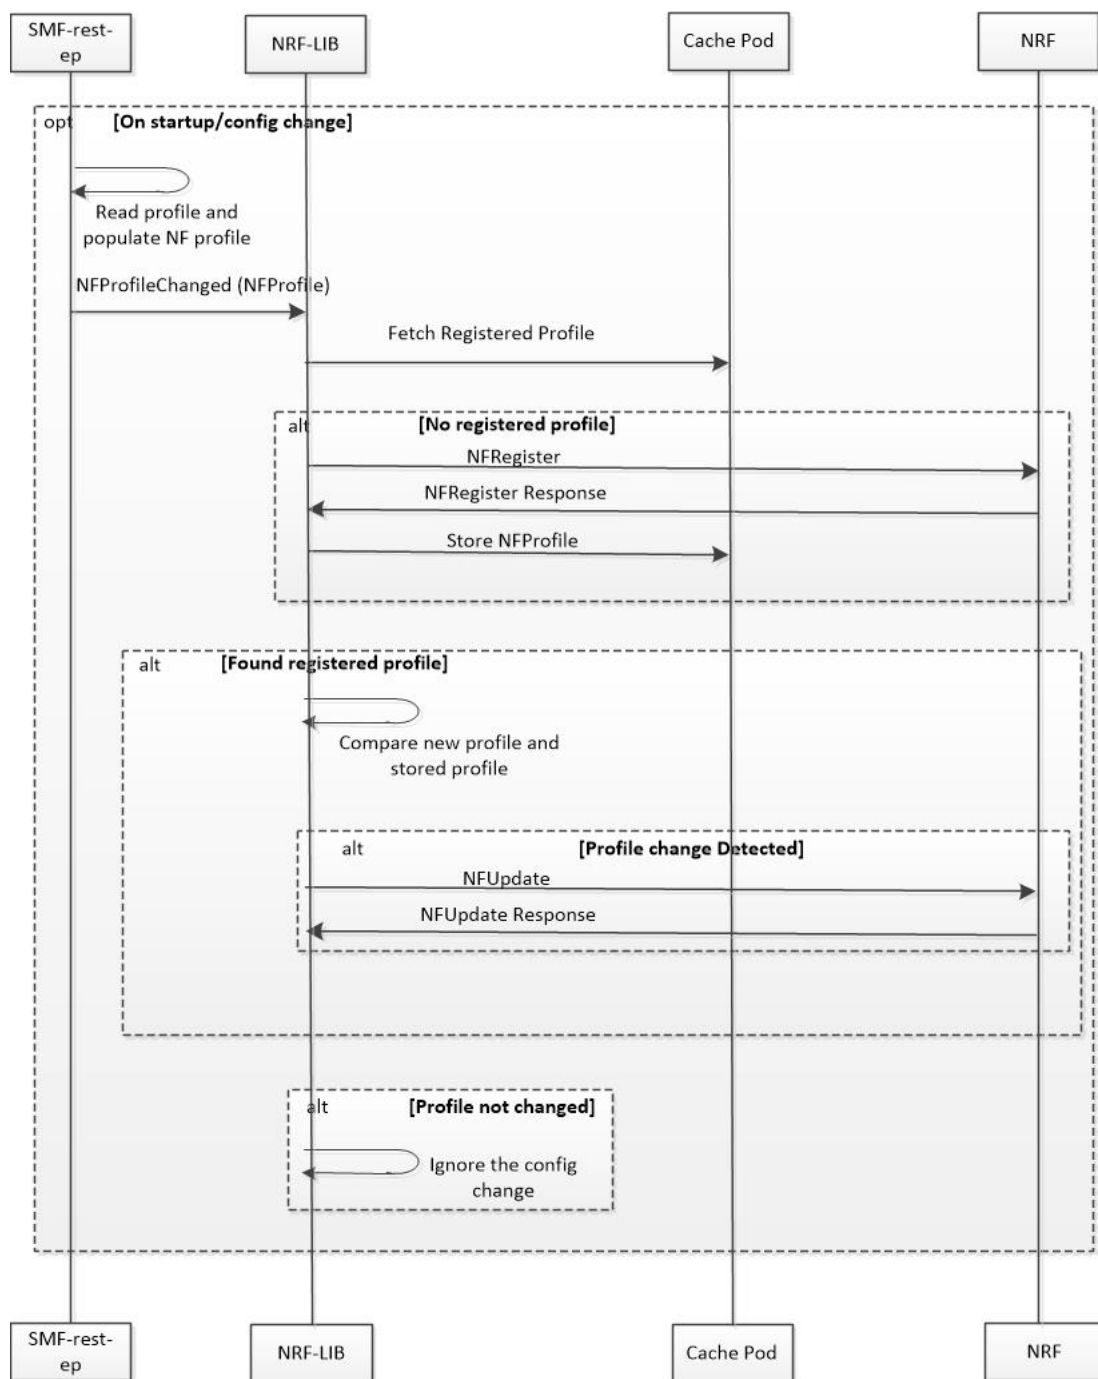 SMF-rest-
ep
NRF-LIB
Cache Pod
NRF
opt
[On startup/config change]
Read profile and
populate NF profile
NFProfileChanged (NFProfile)
Fetch Registered Profile
alt
[No registered profile]
NFRegister
NFRegister Response
Store NFProfile
alt
[Found registered profile]
Compare new profile and
stored profile
alt
[Profile change Detected]
NFUpdate
NFUpdate Response
alt
[Profile not changed]
Ignore the config
change
SMF-rest-
ep
NRF-LIB
Cache Pod
NRF